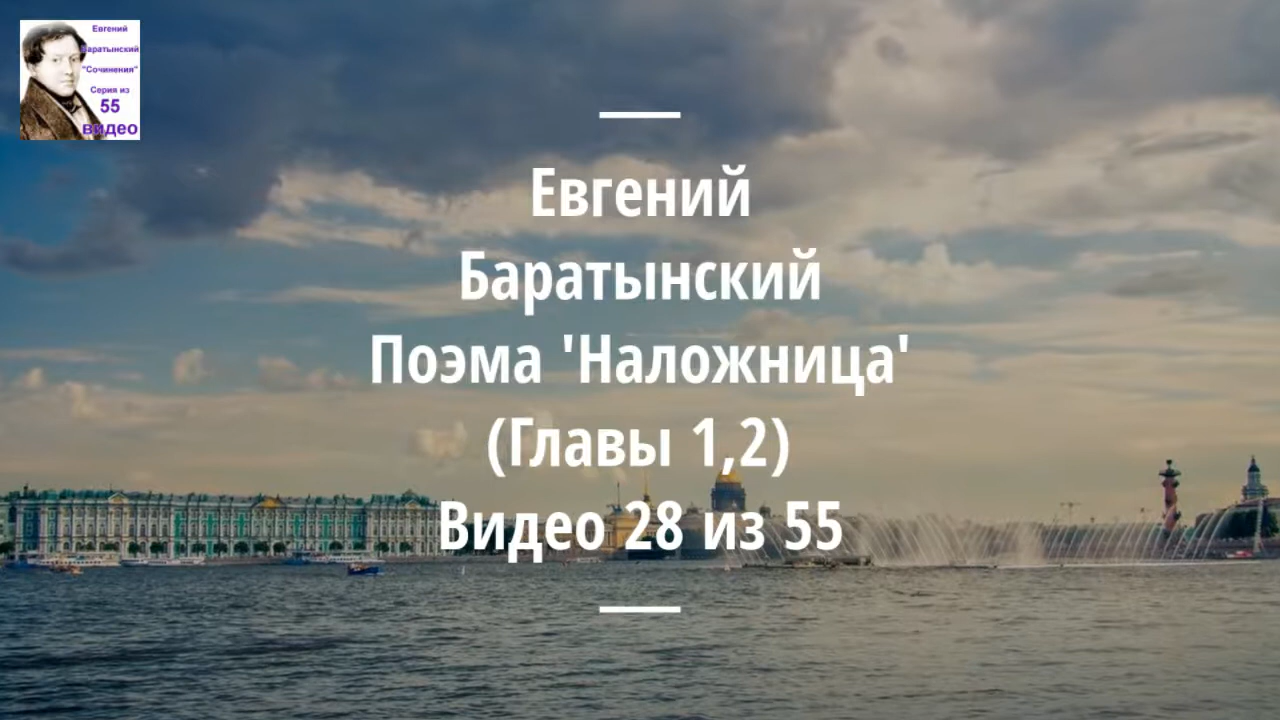 Евгений
Баратынский
"Сочинения"
Серия из
55
видео
Евгений
Баратынский
Поэма 'Наложница'
(Главы 1,2)
Видео 28 из 55